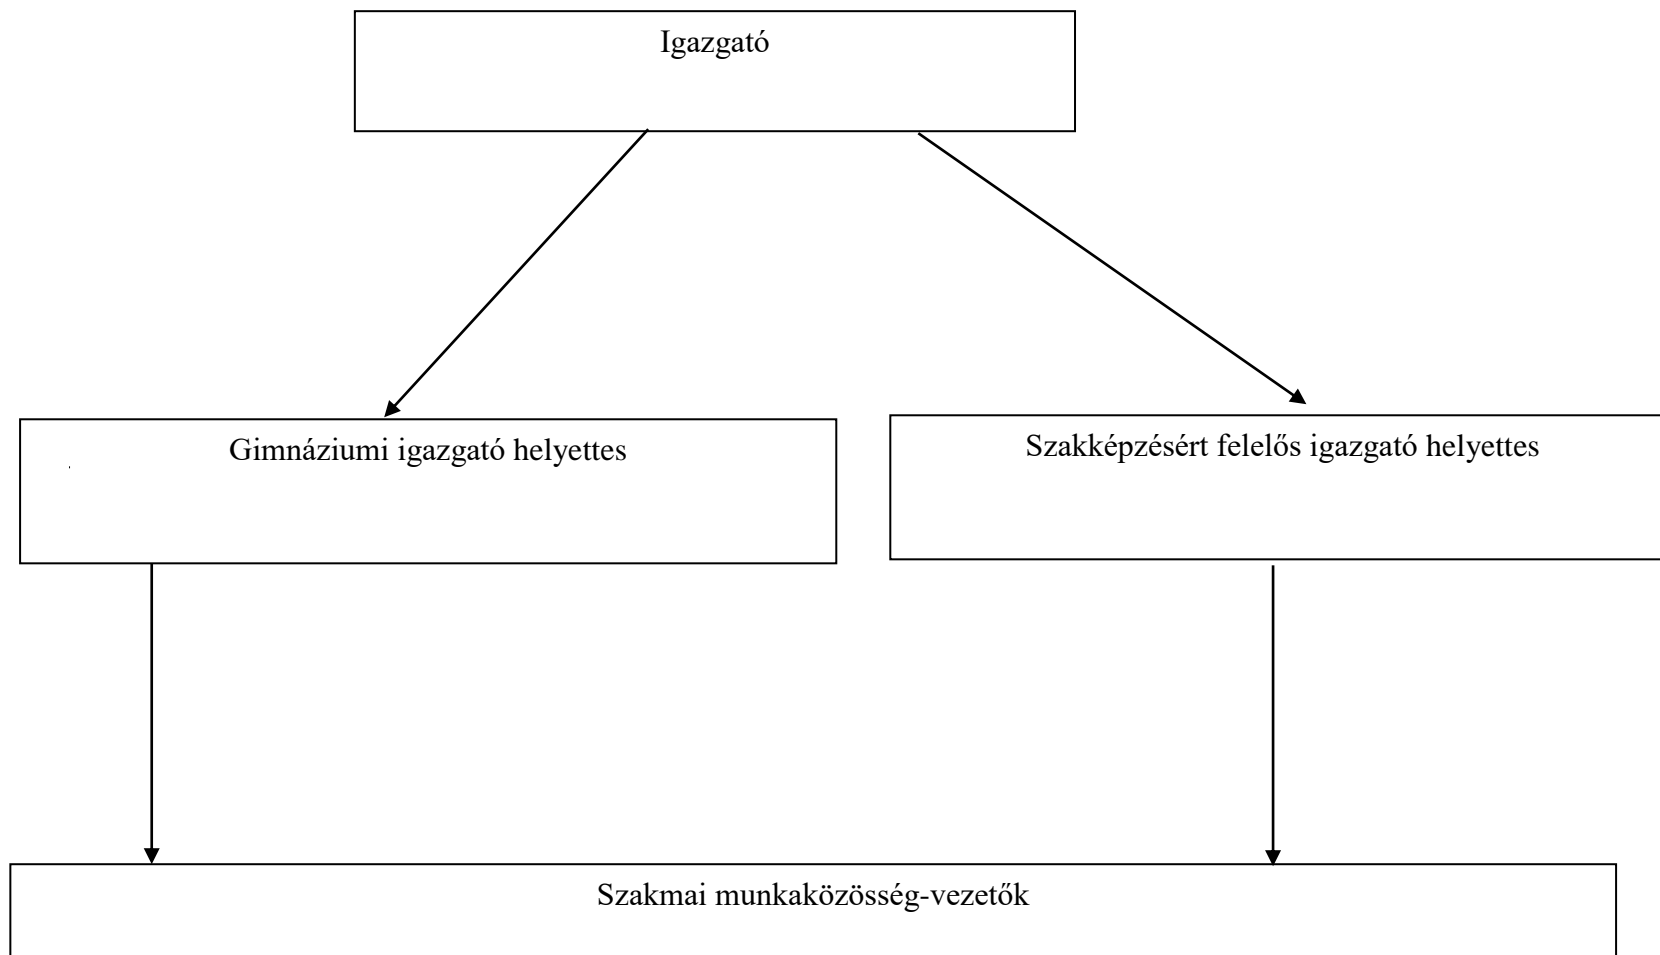 Igazgató
Gimnáziumi igazgató helyettes
Szakképzésért felelős igazgató helyettes
Szakmai munkaközösség-vezetők